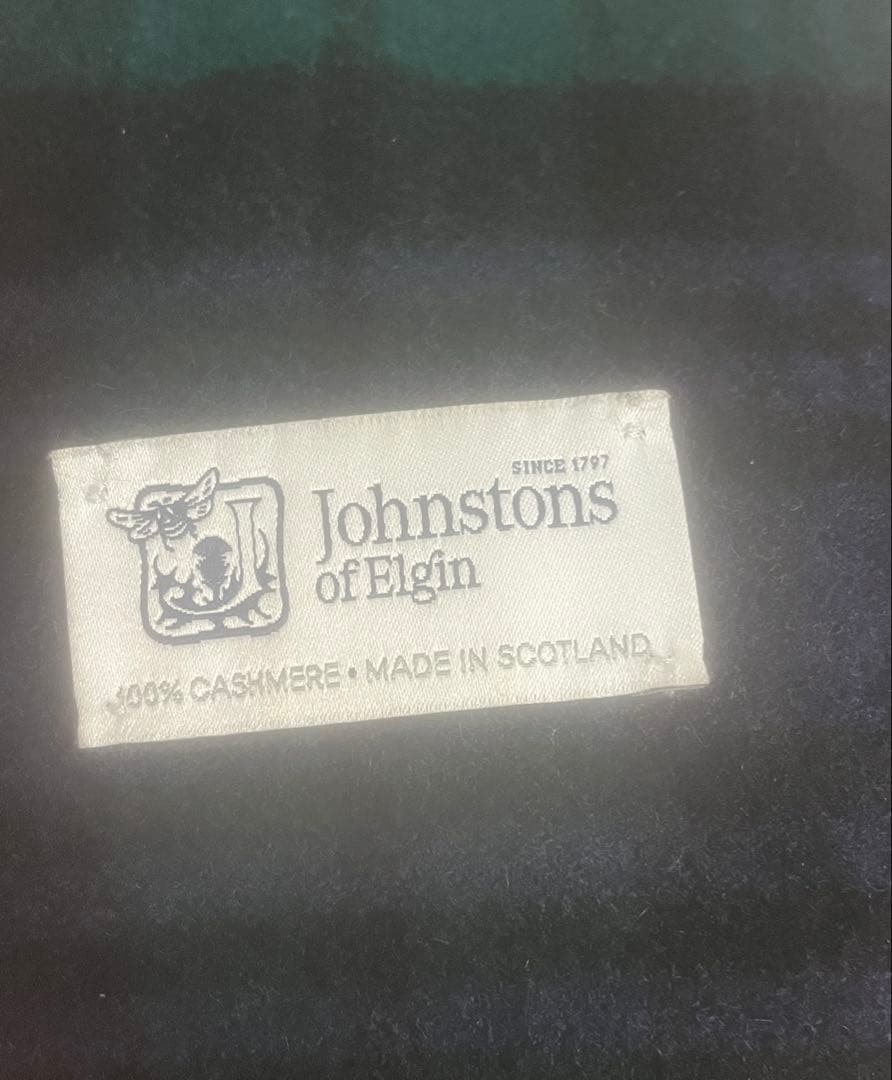 SINCE 1797
Johnstons
of Elgin
100% CASHMERE • MADE IN SCOTLAND